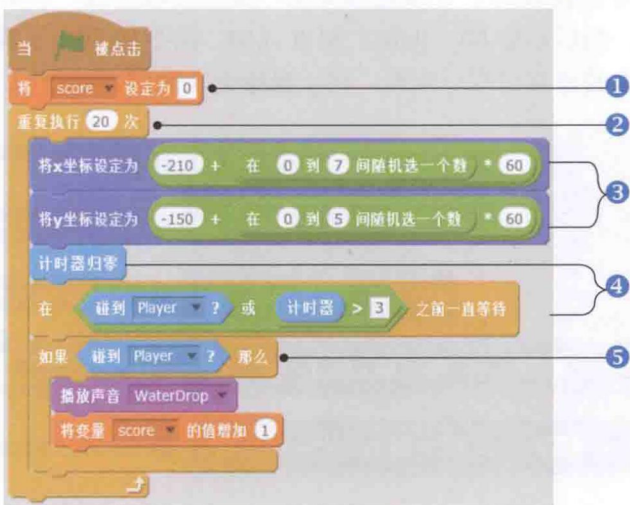 当 被点击
将 score 设定为 0 1
重复执行 20 次 2
将x坐标设定为 -210 + 在 0 到 7 间随机选一个数 * 60
3
将y坐标设定为 -150 + 在 0 到 5 间随机选一个数 * 60
计时器归零
4
在 碰到 Player ? 或 计时器 > 3 之前一直等待
如果 碰到 Player ? 那么 5
播放声音 WaterDrop
将变量 score 的值增加 1